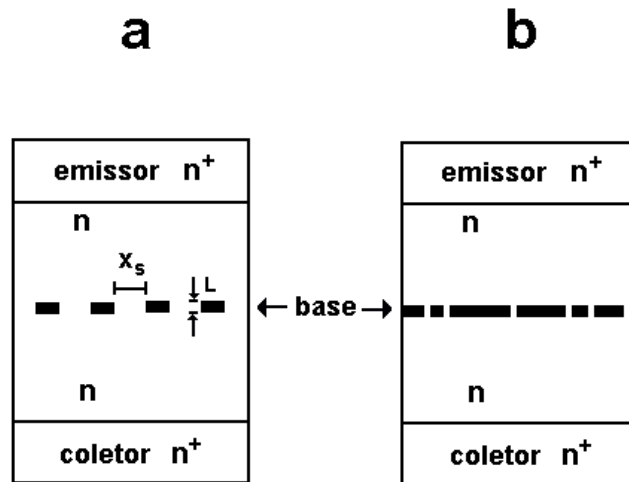 a
b
emissor n⁺
emissor n⁺
n
n
xₛ
L
base
n
n
coletor n⁺
coletor n⁺